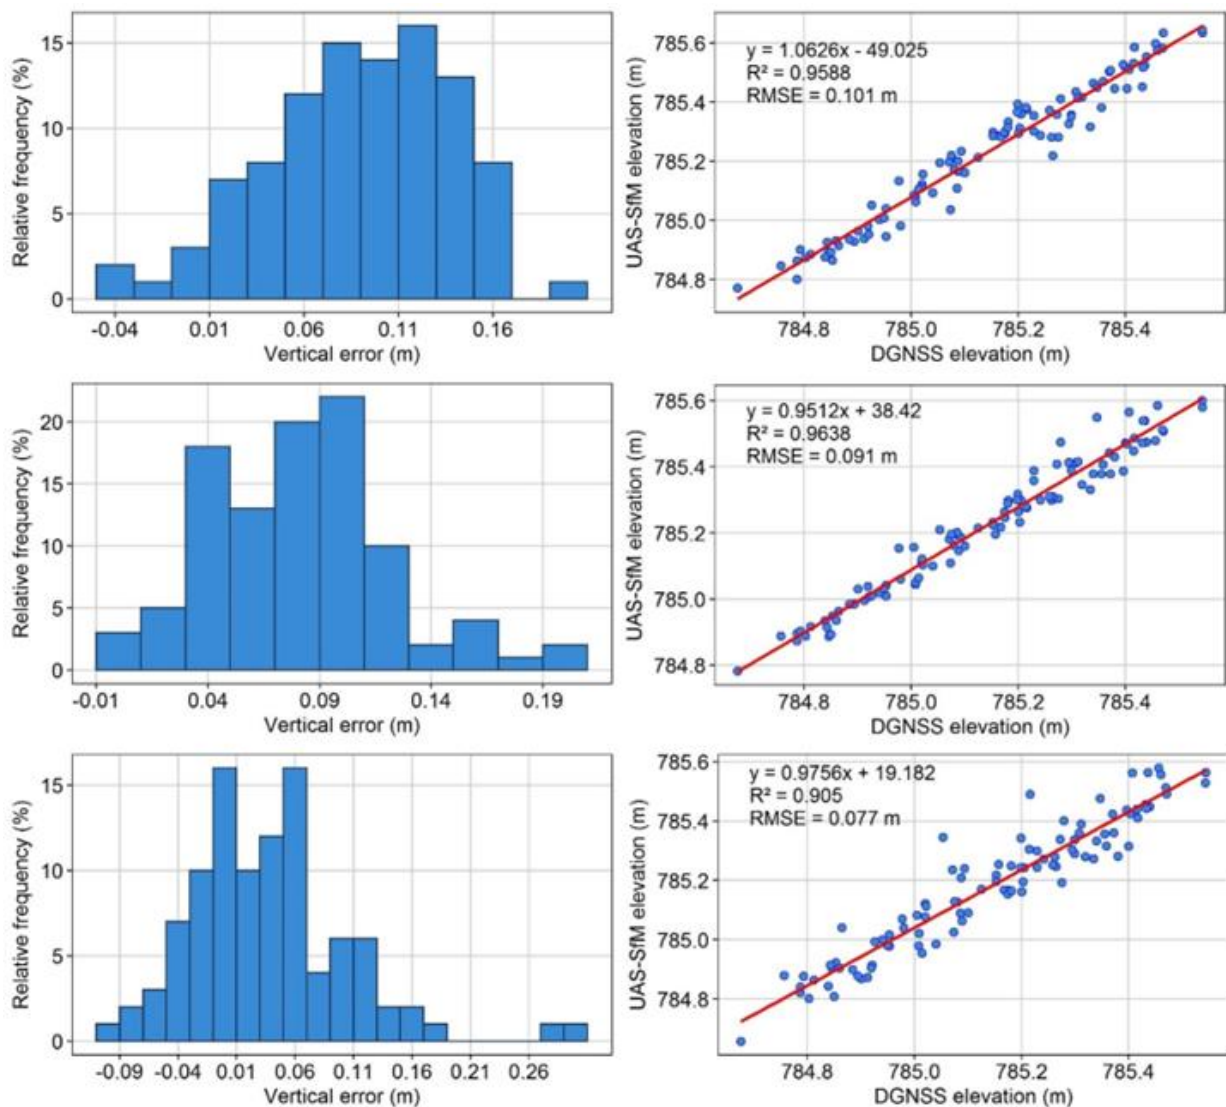 Relative frequency (%)
15
10
5
0
-0.04 0.01 0.06 0.11 0.16
Vertical error (m)
y = 1.0626x - 49.025
R² = 0.9588
RMSE = 0.101 m
UAS-SfM elevation (m)
785.6
785.4
785.2
785.0
784.8
784.8 785.0 785.2 785.4
DGNSS elevation (m)
Relative frequency (%)
20
15
10
5
0
-0.01 0.04 0.09 0.14 0.19
Vertical error (m)
y = 0.9512x + 38.42
R² = 0.9638
RMSE = 0.091 m
UAS-SfM elevation (m)
785.6
785.4
785.2
785.0
784.8
784.8 785.0 785.2 785.4
DGNSS elevation (m)
Relative frequency (%)
15
10
5
0
-0.09 -0.04 0.01 0.06 0.11 0.16 0.21 0.26
Vertical error (m)
y = 0.9756x + 19.182
R² = 0.905
RMSE = 0.077 m
UAS-SfM elevation (m)
785.6
785.4
785.2
785.0
784.8
784.8 785.0 785.2 785.4
DGNSS elevation (m)